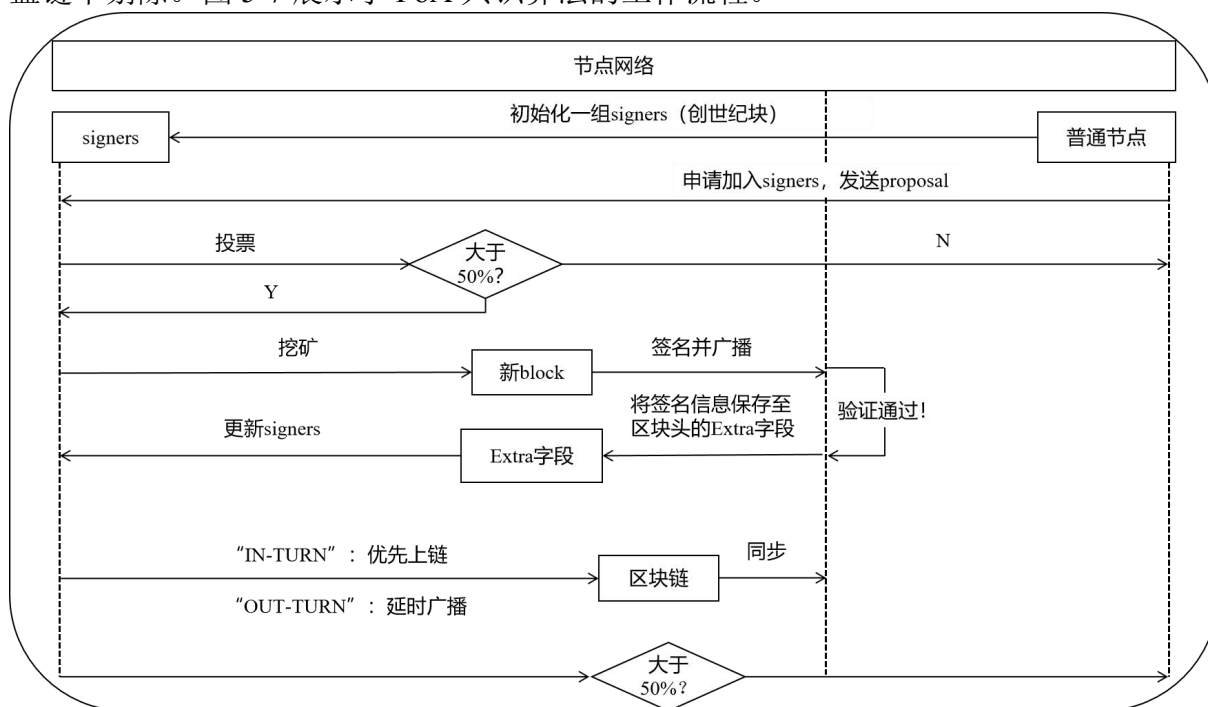 节点网络
初始化一组signers（创世纪块）
signers
普通节点
申请加入signers，发送proposal
投票
大于
50%？
N
Y
挖矿
新block
签名并广播
将签名信息保存至
区块头的Extra字段
验证通过！
更新signers
Extra字段
“IN-TURN”：优先上链
区块链
同步
“OUT-TURN”：延时广播
大于
50%？